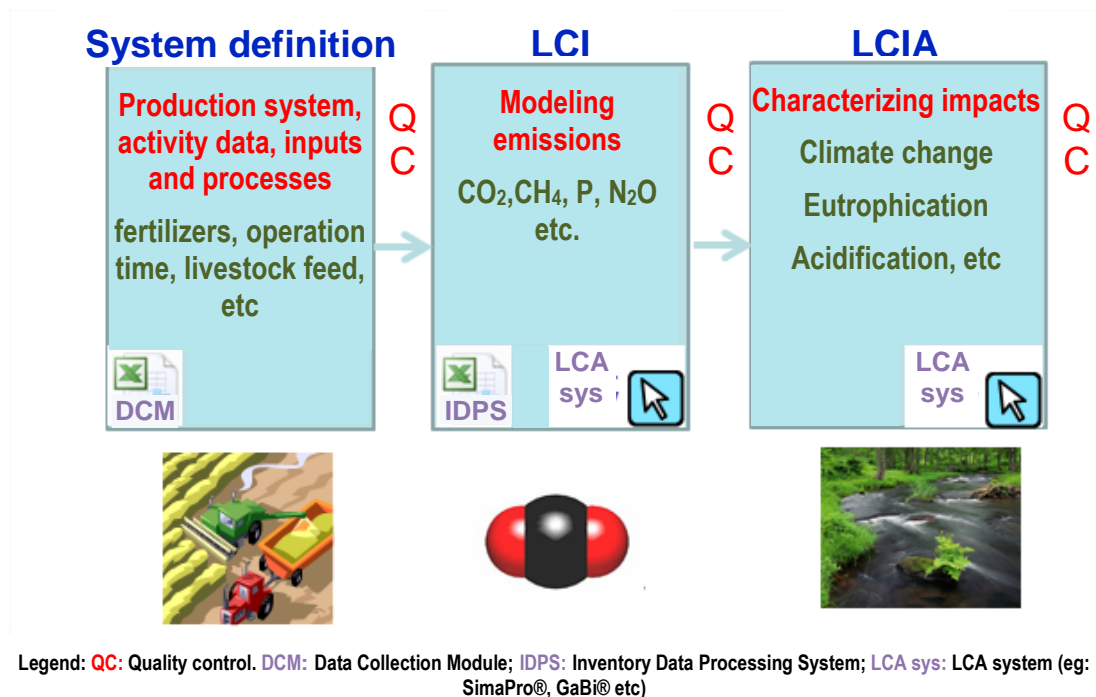 System definition
LCI
LCIA
Production system,
activity data, inputs
and processes
fertilizers, operation
time, livestock feed,
etc
DCM
Q
C
Modeling
emissions
CO₂,CH₄, P, N₂O
etc.
IDPS
LCA
sys
Q
C
Characterizing impacts
Climate change
Eutrophication
Acidification, etc
LCA
sys
Q
C
Legend: QC: Quality control. DCM: Data Collection Module; IDPS: Inventory Data Processing System; LCA sys: LCA system (eg:
SimaPro®, GaBi® etc)